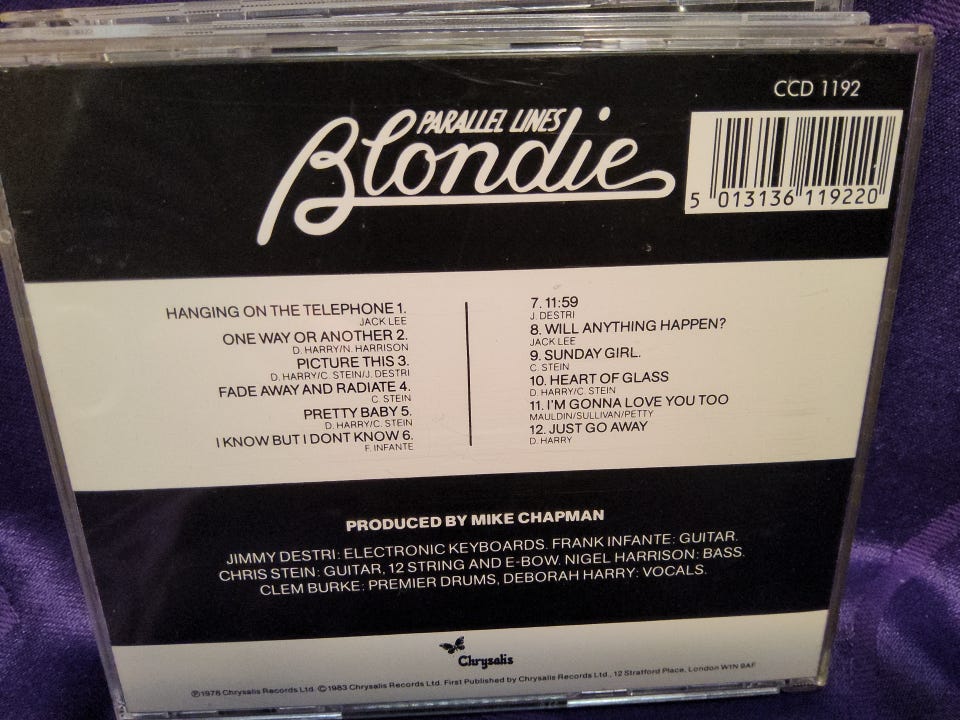 CCD 1192
PARALLEL LINES
Blondie
5 013136 119220
HANGING ON THE TELEPHONE 1.
JACK LEE
ONE WAY OR ANOTHER 2.
D. HARRY/N. HARRISON
PICTURE THIS 3.
D. HARRY/C. STEIN/J. DESTRI
FADE AWAY AND RADIATE 4.
C. STEIN
PRETTY BABY 5.
D. HARRY/C. STEIN
I KNOW BUT I DONT KNOW 6.
F. INFANTE
7. 11:59
J. DESTRI
8. WILL ANYTHING HAPPEN?
JACK LEE
9. SUNDAY GIRL.
C. STEIN
10. HEART OF GLASS
D. HARRY/C. STEIN
11. I'M GONNA LOVE YOU TOO
MAULDIN/SULLIVAN/PETTY
12. JUST GO AWAY
D. HARRY
PRODUCED BY MIKE CHAPMAN
JIMMY DESTRI: ELECTRONIC KEYBOARDS. FRANK INFANTE: GUITAR.
CHRIS STEIN: GUITAR, 12 STRING AND E-BOW. NIGEL HARRISON: BASS.
CLEM BURKE: PREMIER DRUMS, DEBORAH HARRY: VOCALS.
Chrysalis
℗1978 Chrysalis Records Ltd. ©1983 Chrysalis Records Ltd. First Published by Chrysalis Records Ltd., 12 Stratford Place, London W1N 9AF